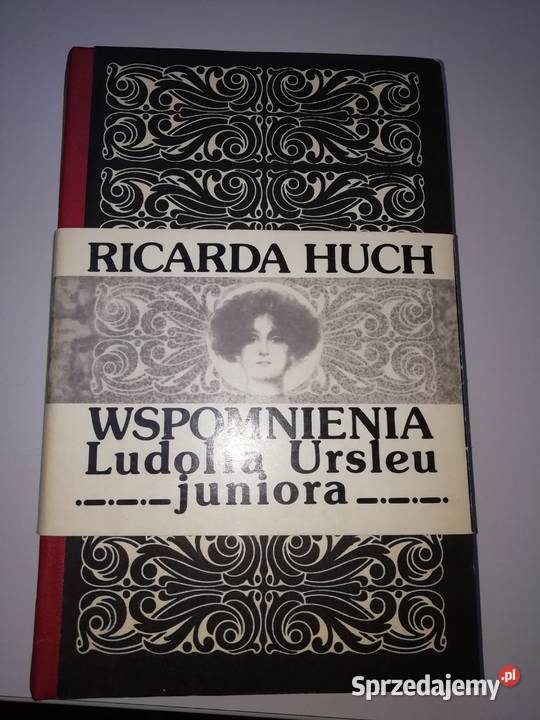 RICARDA HUCH
WSPOMNIENIA
Ludolfa Ursleu
juniora
Sprzedajemy.pl